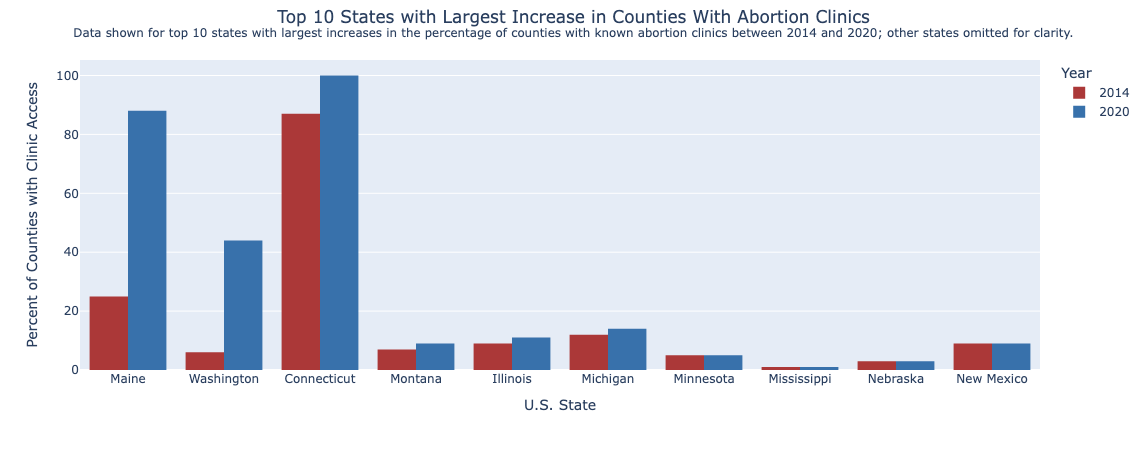 Top 10 States with Largest Increase in Counties With Abortion Clinics
Data shown for top 10 states with largest increases in the percentage of counties with known abortion clinics between 2014 and 2020; other states omitted for clarity.
Percent of Counties with Clinic Access
100
80
60
40
20
0
Maine
Washington
Connecticut
Montana
Illinois
Michigan
Minnesota
Mississippi
Nebraska
New Mexico
U.S. State
Year
2014
2020